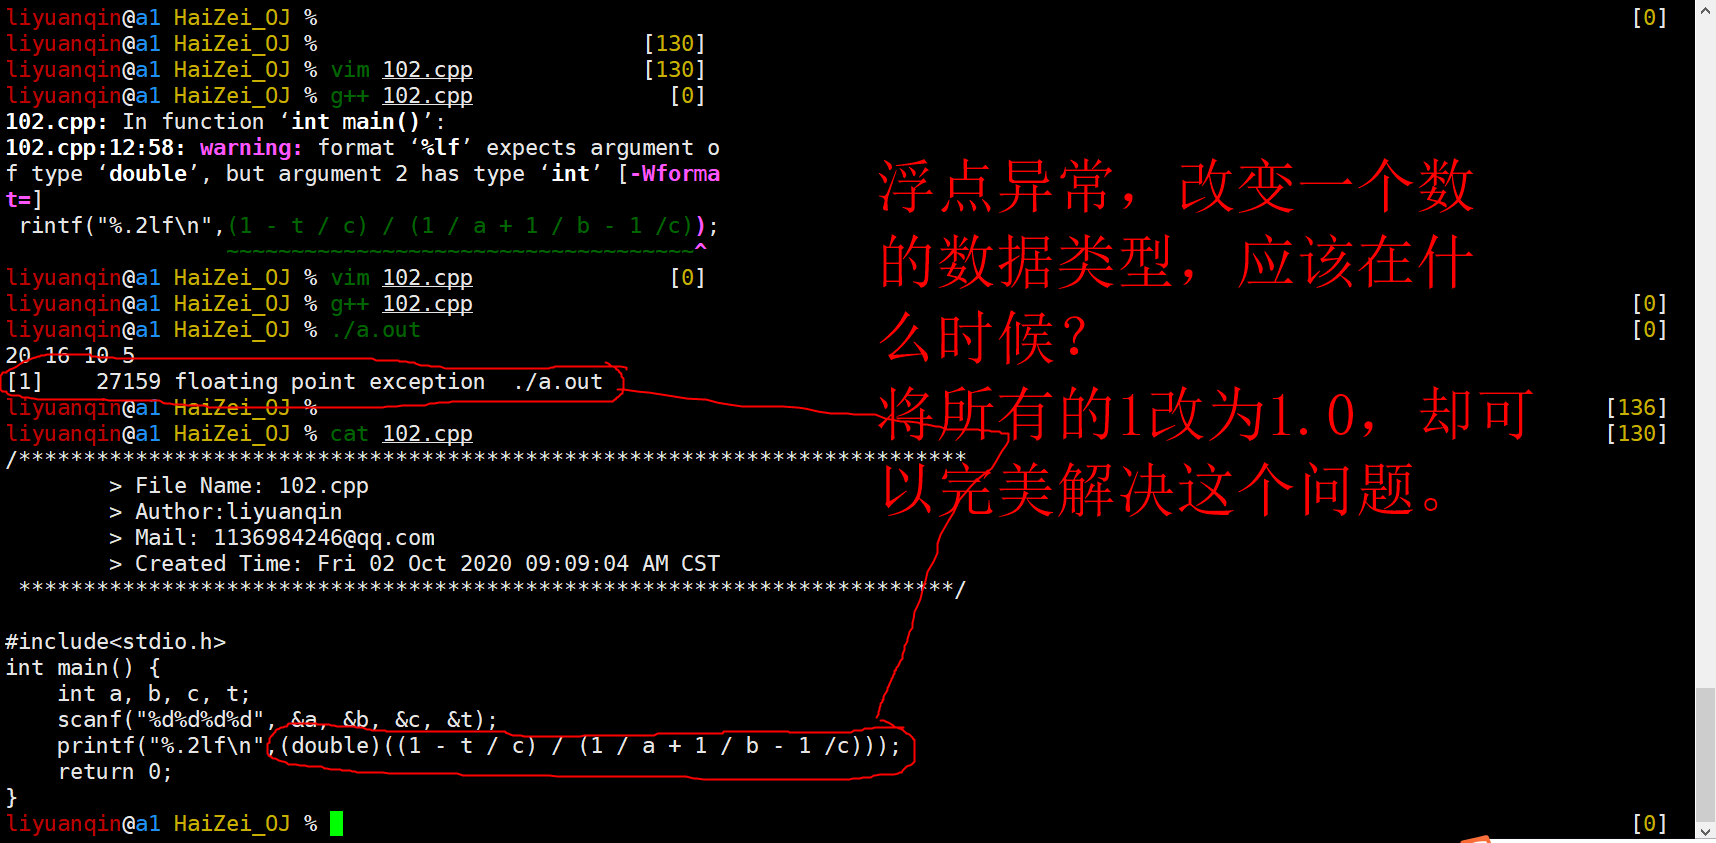 liyuanqin@a1 HaiZei_OJ % [0]
liyuanqin@a1 HaiZei_OJ % [130]
liyuanqin@a1 HaiZei_OJ % vim 102.cpp [130]
liyuanqin@a1 HaiZei_OJ % g++ 102.cpp [0]
102.cpp: In function ‘int main()’:
102.cpp:12:58: warning: format ‘%lf’ expects argument o
f type ‘double’, but argument 2 has type ‘int’ [-Wforma
t=]
 rintf("%.2lf\n",(1 - t / c) / (1 / a + 1 / b - 1 /c));
~~~~~~~~~~~~~~~~~~~~~~~~~~~~~~~~~~~~^
liyuanqin@a1 HaiZei_OJ % vim 102.cpp [0]
liyuanqin@a1 HaiZei_OJ % g++ 102.cpp [0]
liyuanqin@a1 HaiZei_OJ % ./a.out [0]
20 16 10 5
[1]    27159 floating point exception  ./a.out
liyuanqin@a1 HaiZei_OJ % [136]
liyuanqin@a1 HaiZei_OJ % cat 102.cpp [130]
/*************************************************************************
        > File Name: 102.cpp
        > Author:liyuanqin
        > Mail: 1136984246@qq.com
        > Created Time: Fri 02 Oct 2020 09:09:04 AM CST
 ************************************************************************/
#include<stdio.h>
int main() {
    int a, b, c, t;
    scanf("%d%d%d%d", &a, &b, &c, &t);
    printf("%.2lf\n",(double)((1 - t / c) / (1 / a + 1 / b - 1 /c)));
    return 0;
}
liyuanqin@a1 HaiZei_OJ % [0]
浮点异常，改变一个数
的数据类型，应该在什
么时候？
将所有的1改为1.0，却可
以完美解决这个问题。